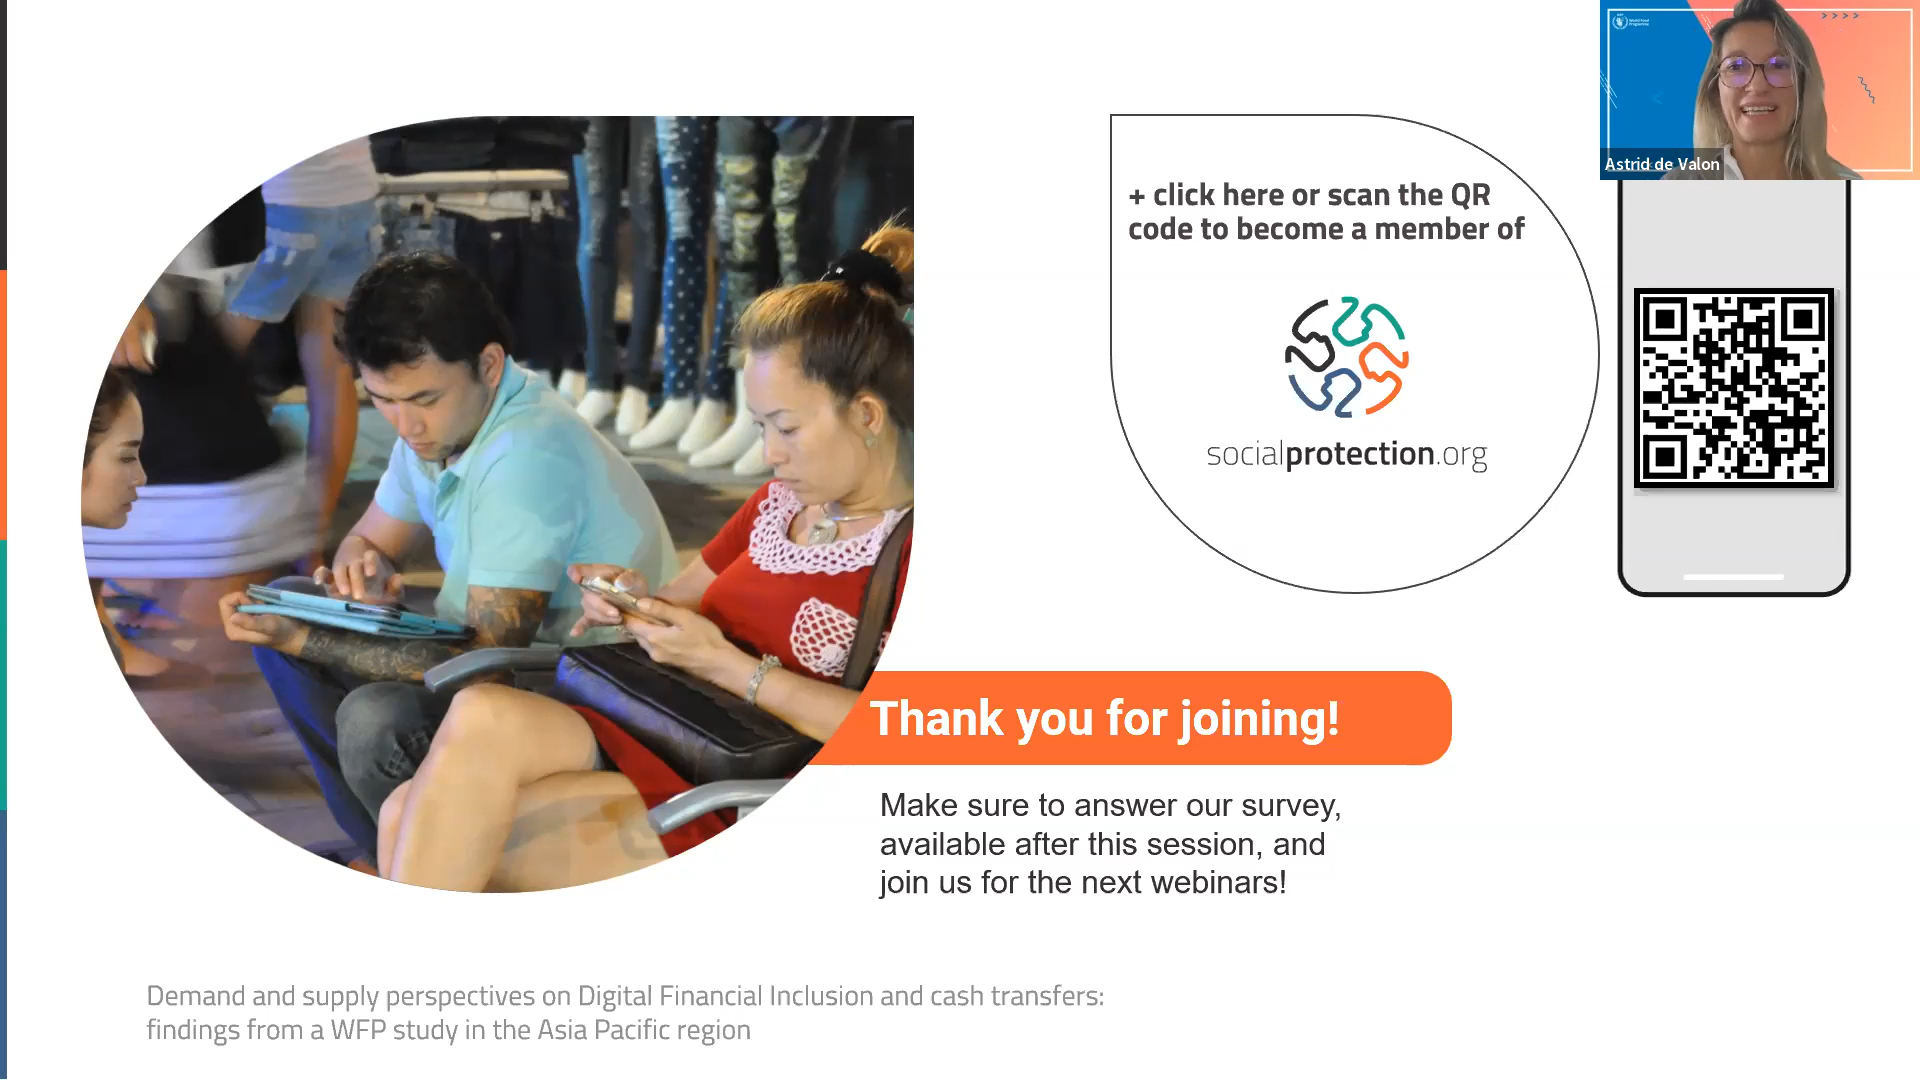 + click here or scan the QR
code to become a member of
socialprotection.org
World Food
Programme
Astrid de Valon
Thank you for joining!
Make sure to answer our survey,
available after this session, and
join us for the next webinars!
Demand and supply perspectives on Digital Financial Inclusion and cash transfers:
findings from a WFP study in the Asia Pacific region